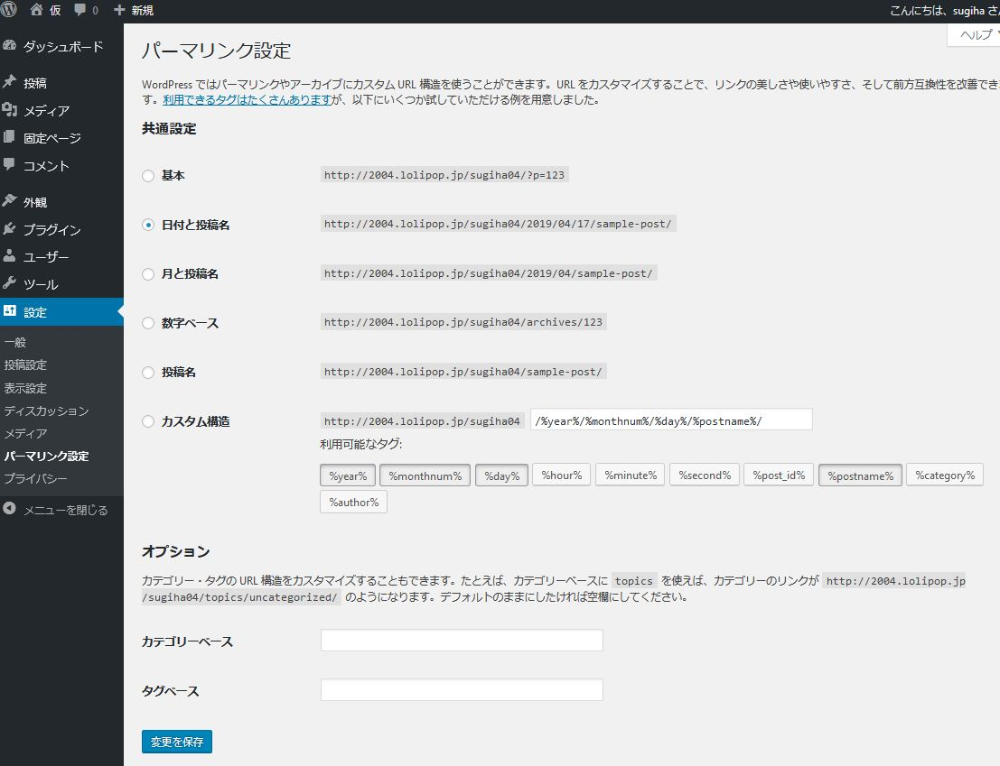 仮 0 新規 こんにちは、sugiha さ
ヘルプ
ダッシュボード
投稿
メディア
固定ページ
コメント
外観
プラグイン
ユーザー
ツール
設定
一般
投稿設定
表示設定
ディスカッション
メディア
パーマリンク設定
プライバシー
メニューを閉じる
パーマリンク設定
WordPress ではパーマリンクやアーカイブにカスタム URL 構造を使うことができます。URL をカスタマイズすることで、リンクの美しさや使いやすさ、そして前方互換性を改善できま
す。利用できるタグはたくさんありますが、以下にいくつか試していただける例を用意しました。
共通設定
基本 http://2004.lolipop.jp/sugiha04/?p=123
日付と投稿名 http://2004.lolipop.jp/sugiha04/2019/04/17/sample-post/
月と投稿名 http://2004.lolipop.jp/sugiha04/2019/04/sample-post/
数字ベース http://2004.lolipop.jp/sugiha04/archives/123
投稿名 http://2004.lolipop.jp/sugiha04/sample-post/
カスタム構造 http://2004.lolipop.jp/sugiha04 /%year%/%monthnum%/%day%/%postname%/
利用可能なタグ:
%year% %monthnum% %day% %hour% %minute% %second% %post_id% %postname% %category%
%author%
オプション
カテゴリー・タグの URL 構造をカスタマイズすることもできます。たとえば、カテゴリーベースに topics を使えば、カテゴリーのリンクが http://2004.lolipop.jp
/sugiha04/topics/uncategorized/ のようになります。デフォルトのままにしたければ空欄にしてください。
カテゴリーベース
タグベース
変更を保存